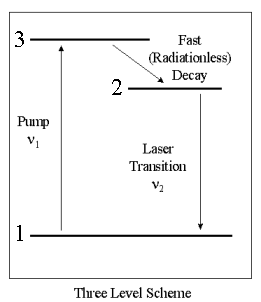 3
Fast
(Radiationless)
Decay
2
Pump
ν1
Laser
Transition
ν2
1
Three Level Scheme